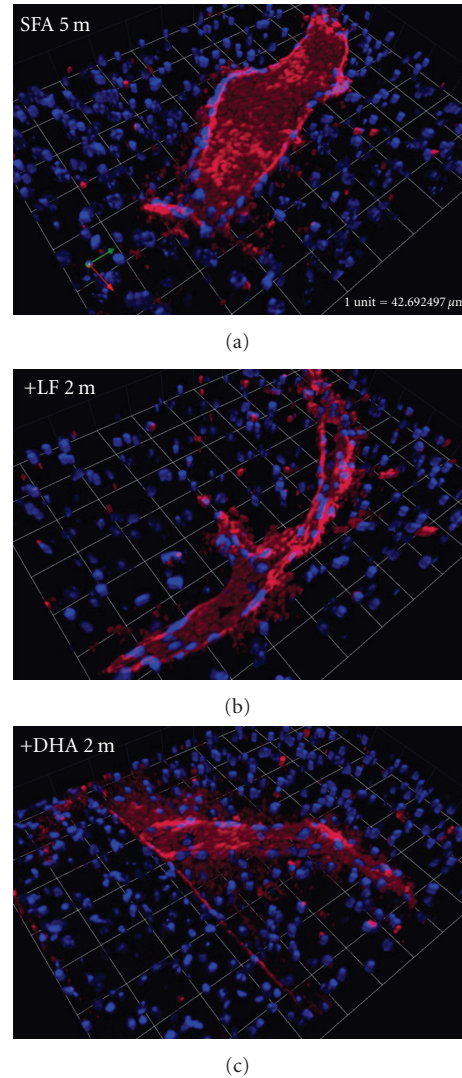 SFA 5 m
1 unit = 42.692497 µm
(a)
+LF 2 m
(b)
+DHA 2 m
(c)